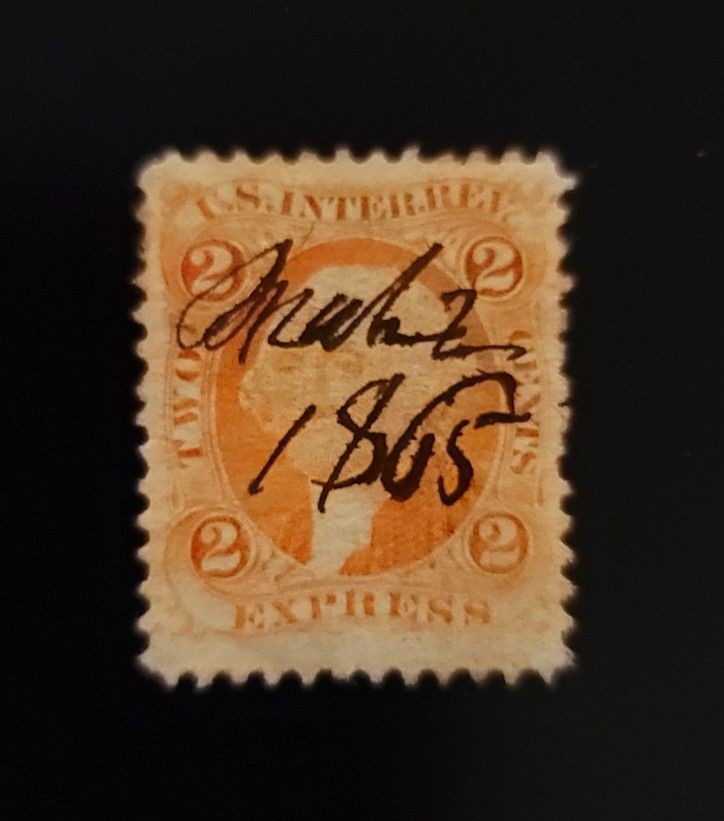 U.S. INTER. REV.
2 2
TWO CENTS
1865
2 2
EXPRESS